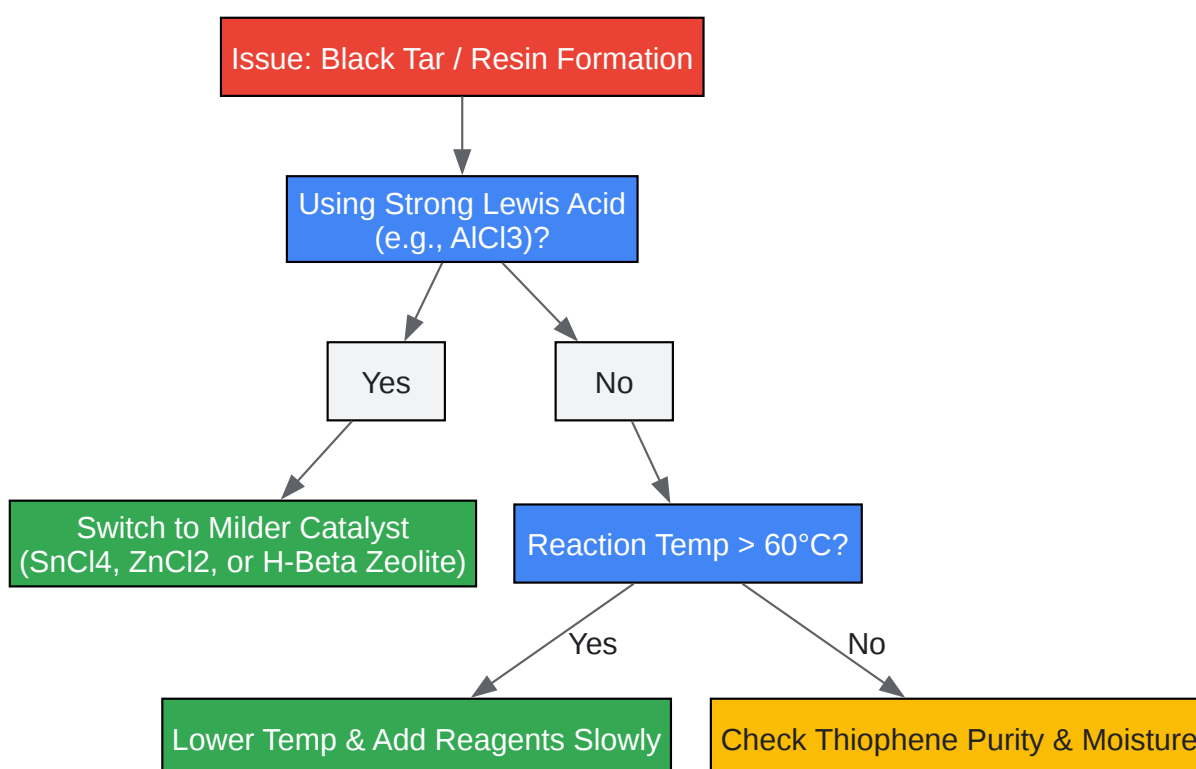 Issue: Black Tar / Resin Formation
Using Strong Lewis Acid
(e.g., AlCl3)?
Yes
No
Switch to Milder Catalyst
(SnCl4, ZnCl2, or H-Beta Zeolite)
Reaction Temp > 60°C?
Yes
No
Lower Temp & Add Reagents Slowly
Check Thiophene Purity & Moisture